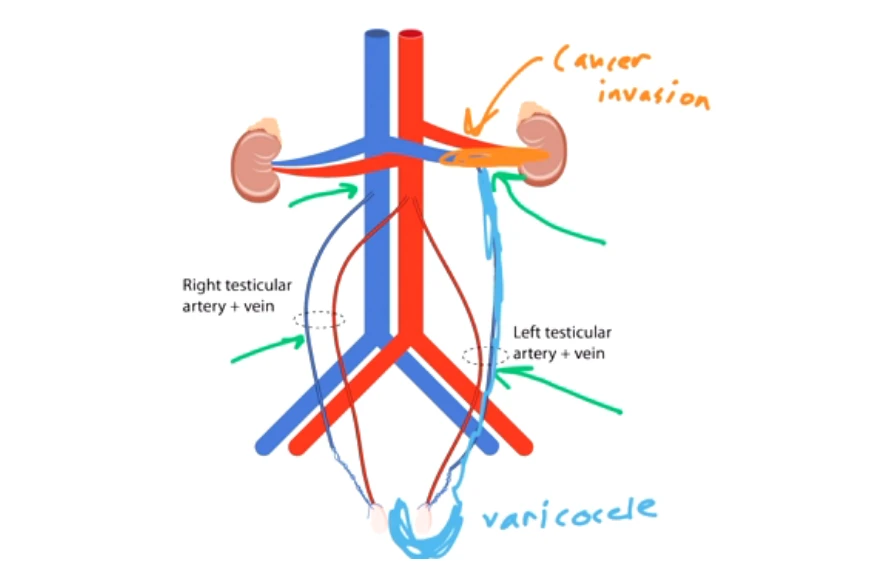 Cancer
invasion
Right testicular
artery + vein
Left testicular
artery + vein
varicocele